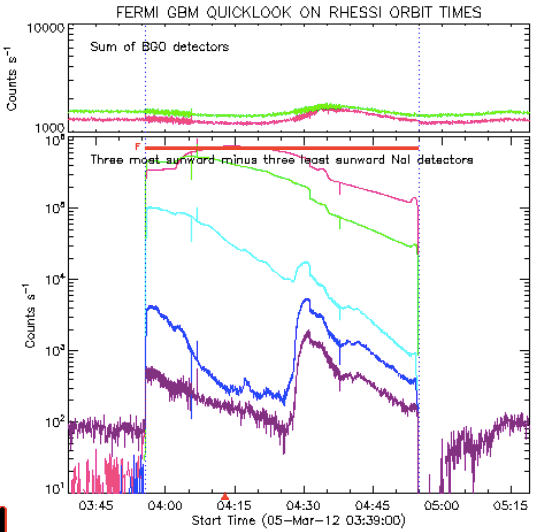 FERMI GBM QUICKLOOK ON RHESSI ORBIT TIMES
10000
Sum of BGO detectors
Counts s⁻¹
1000
10⁶
F
Three most sunward minus three least sunward NaI detectors
10⁵
10⁴
Counts s⁻¹
10³
10²
10¹
03:45 04:00 04:15 04:30 04:45 05:00 05:15
Start Time (05-Mar-12 03:39:00)